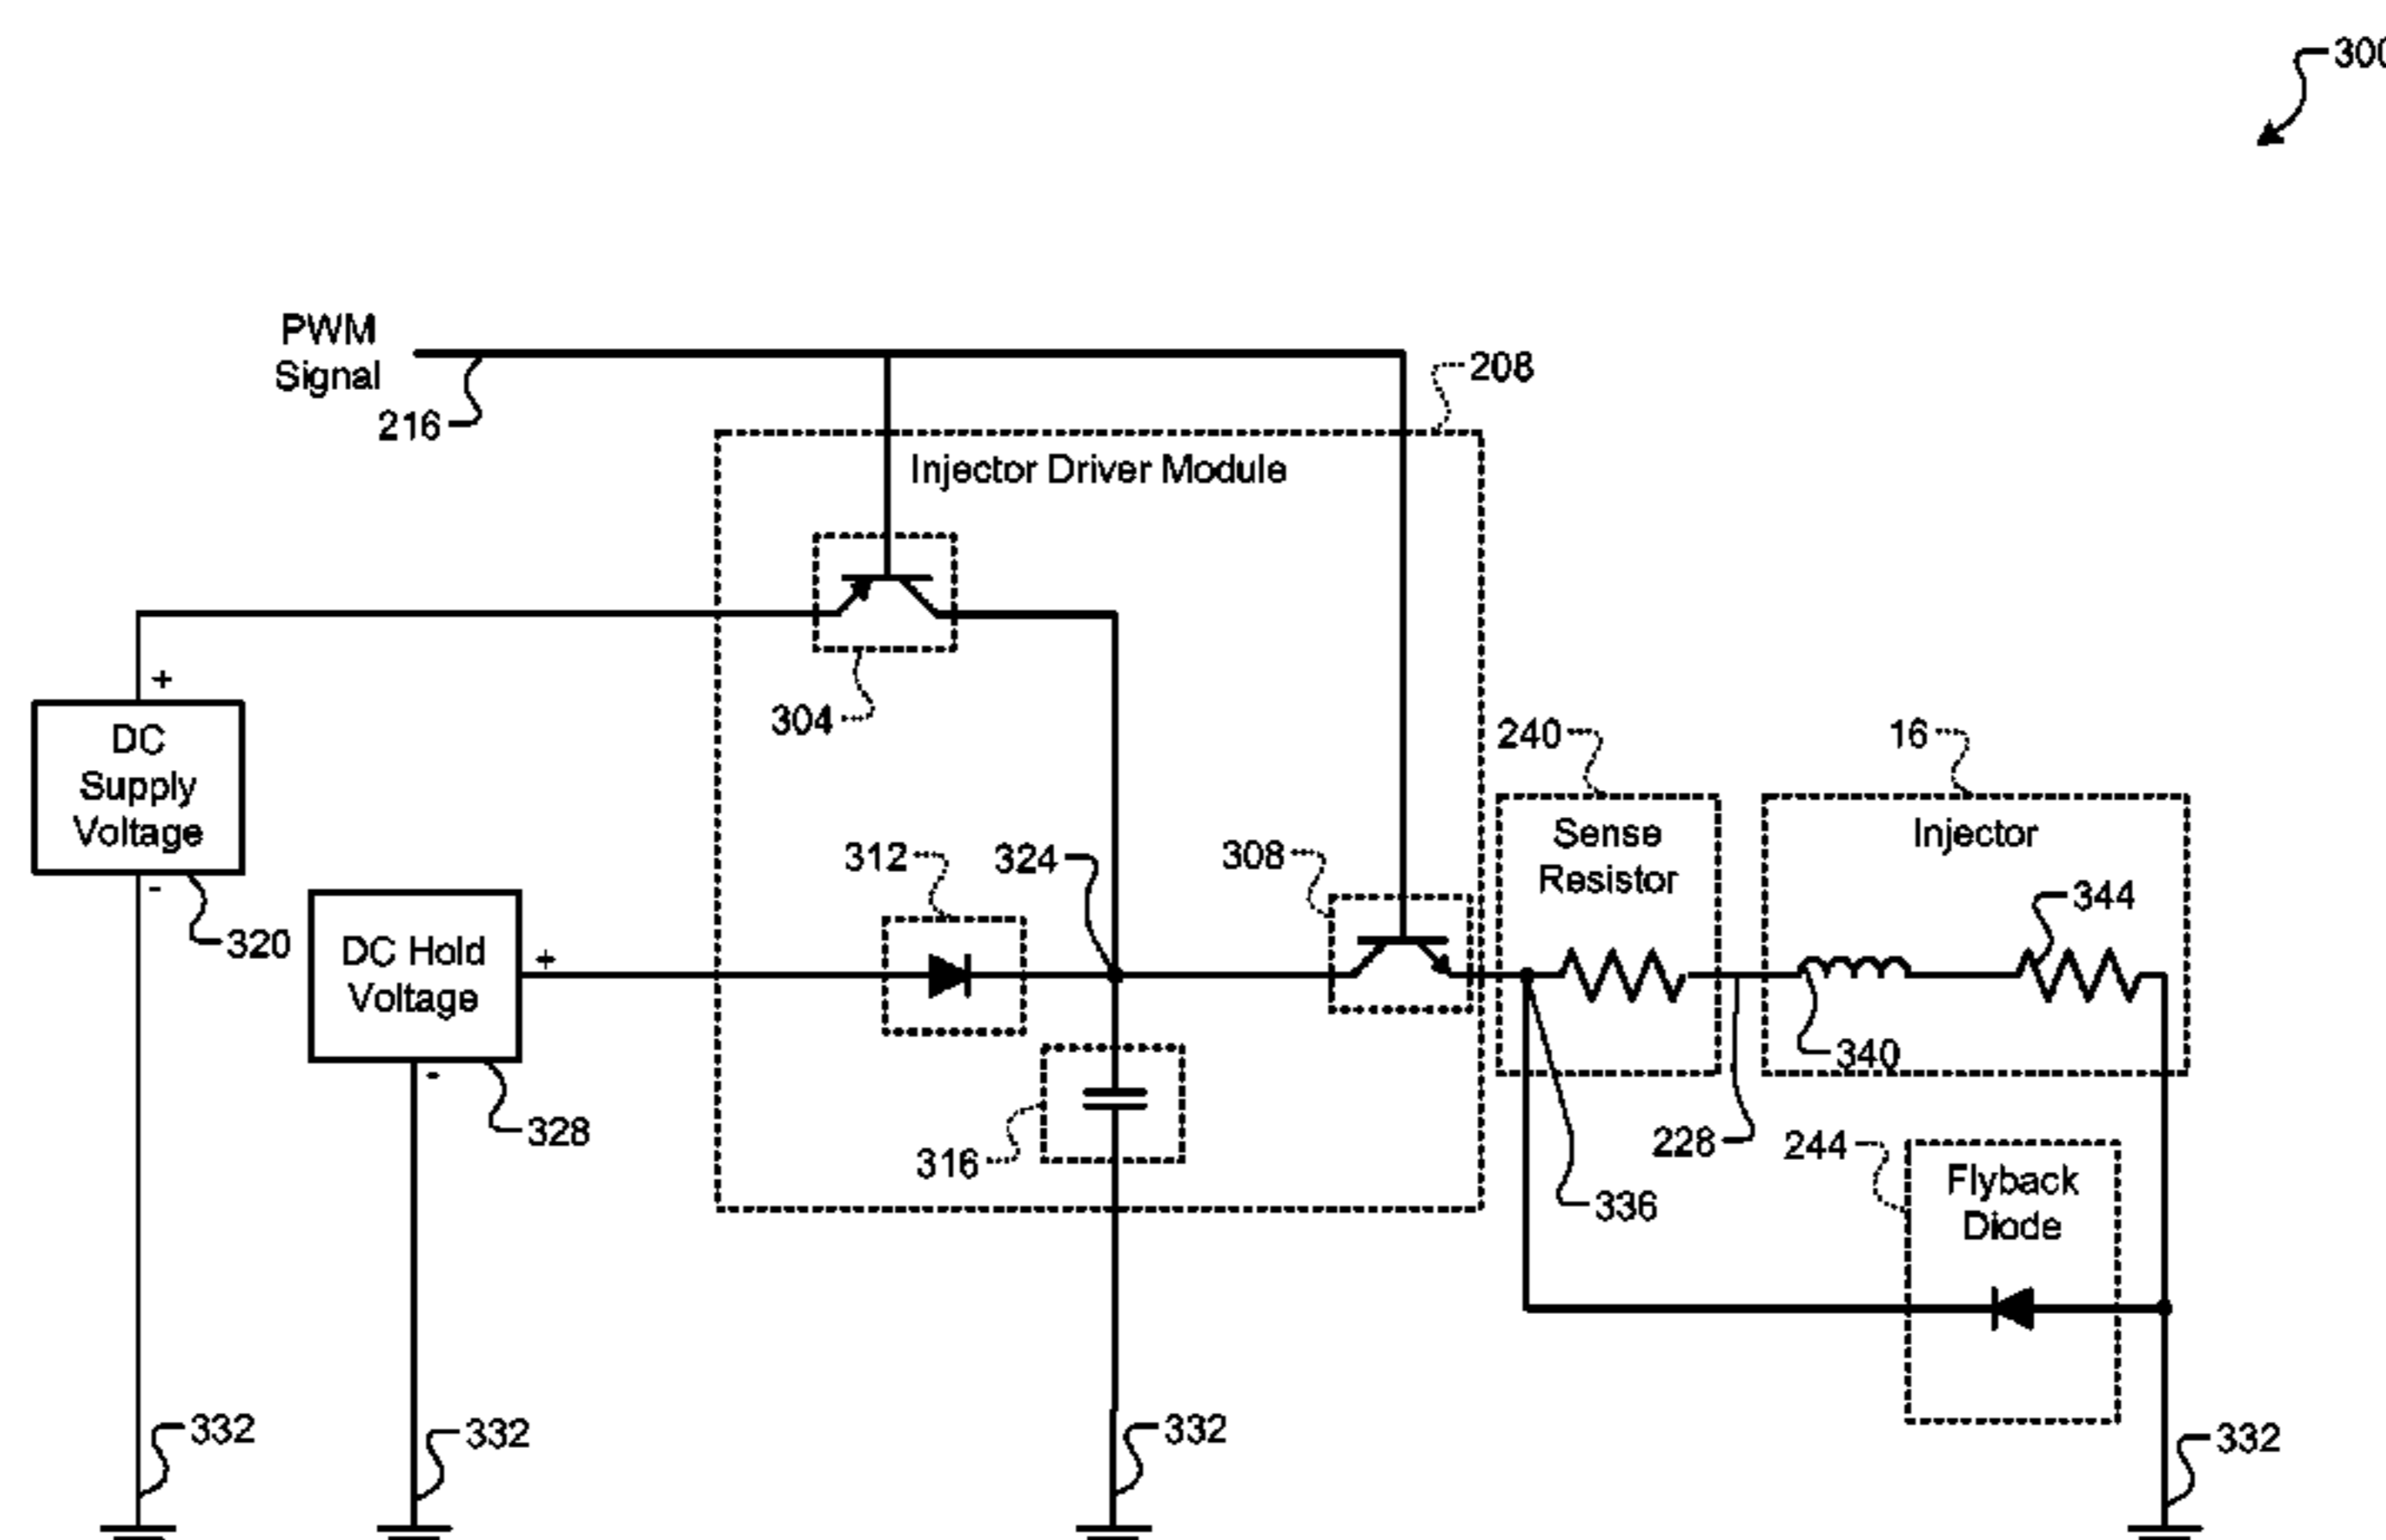 300
PWM
Signal
216
208
Injector Driver Module
304
+
DC
Supply
Voltage
-
320
240
16
Sense
Resistor
Injector
312
324
308
344
DC Hold
Voltage
+
-
328
340
316
228
244
336
Flyback
Diode
332
332
332
332